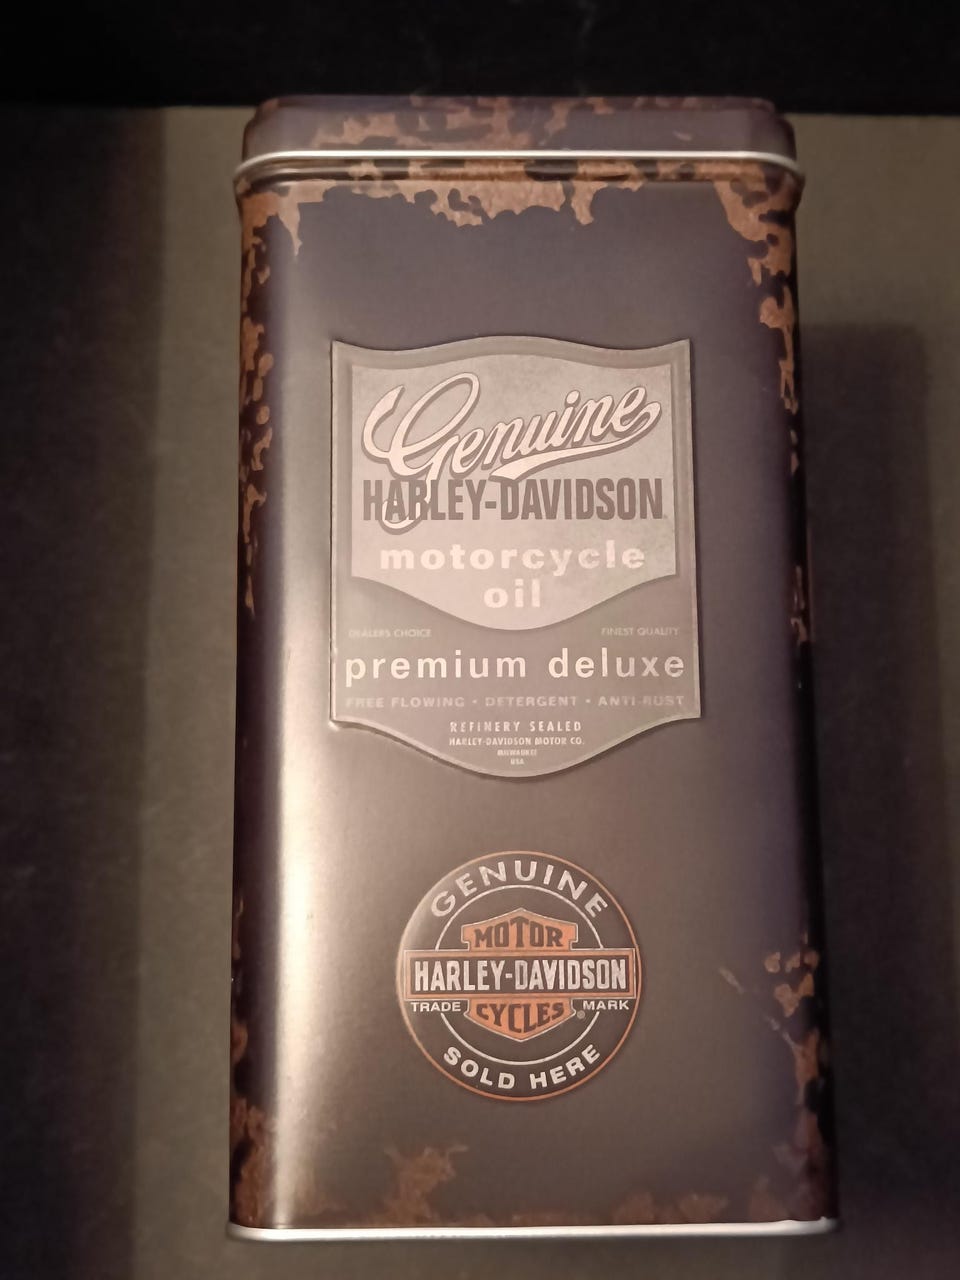 Genuine
HARLEY-DAVIDSON
motorcycle
oil
DEALERS CHOICE FINEST QUALITY
premium deluxe
FREE FLOWING • DETERGENT • ANTI-RUST
REFINERY SEALED
HARLEY-DAVIDSON MOTOR CO.
MILWAUKEE
USA
GENUINE
MOTOR
HARLEY-DAVIDSON
TRADE CYCLES ® MARK
SOLD HERE